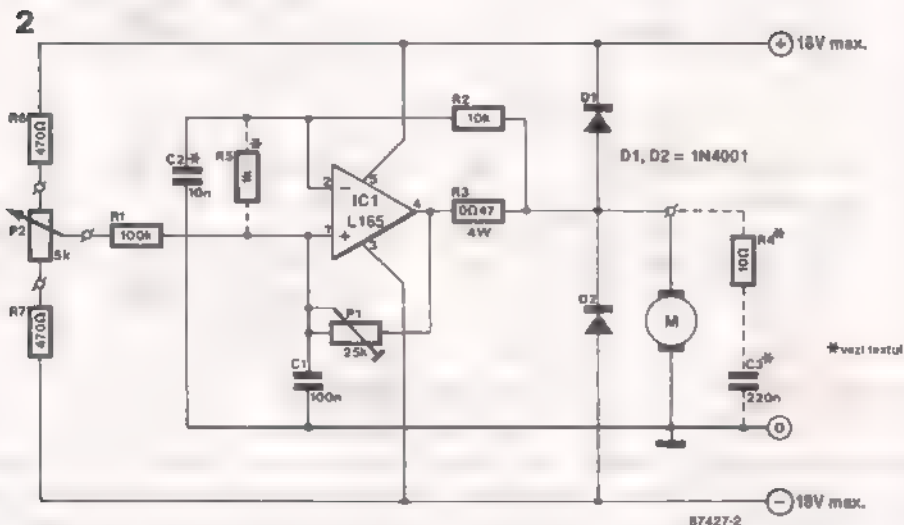 2
18V max.
R6
470Ω
P2
5k
R7
470Ω
R1
100k
C2*
10n
R5
*
2
1
5
3
4
IC1
L165
P1
25k
C1
100n
R2
10k
R3
0Ω47
4W
D1
D1, D2 = 1N4001
D2
M
R4*
10Ω
C3*
220n
*vezi textul
0
18V max.
87427-2